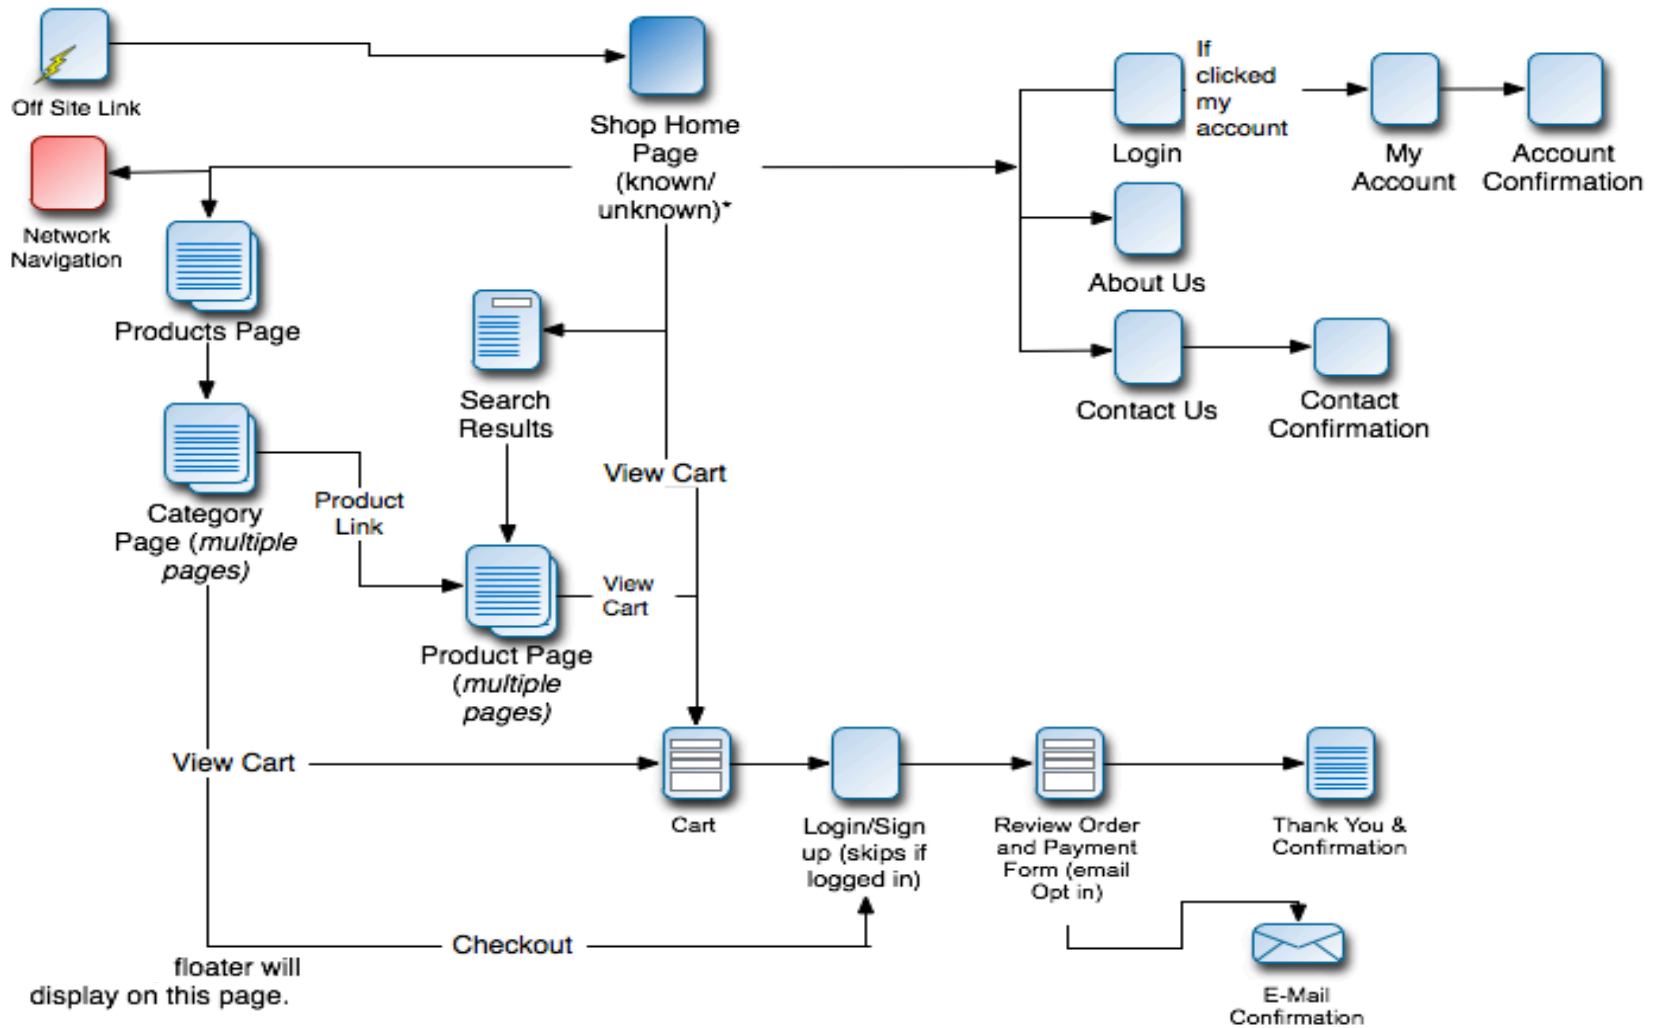 Off Site Link
Shop Home
Page
(known/
unknown)*
If
clicked
my
account
Login
My
Account
Account
Confirmation
Network
Navigation
About Us
Products Page
Contact Us
Contact
Confirmation
Search
Results
View Cart
Category
Page (multiple
pages)
Product
Link
View
Cart
Product Page
(multiple
pages)
View Cart
Cart
Login/Sign
up (skips if
logged in)
Review Order
and Payment
Form (email
Opt in)
Thank You &
Confirmation
Checkout
floater will
display on this page.
E-Mail
Confirmation